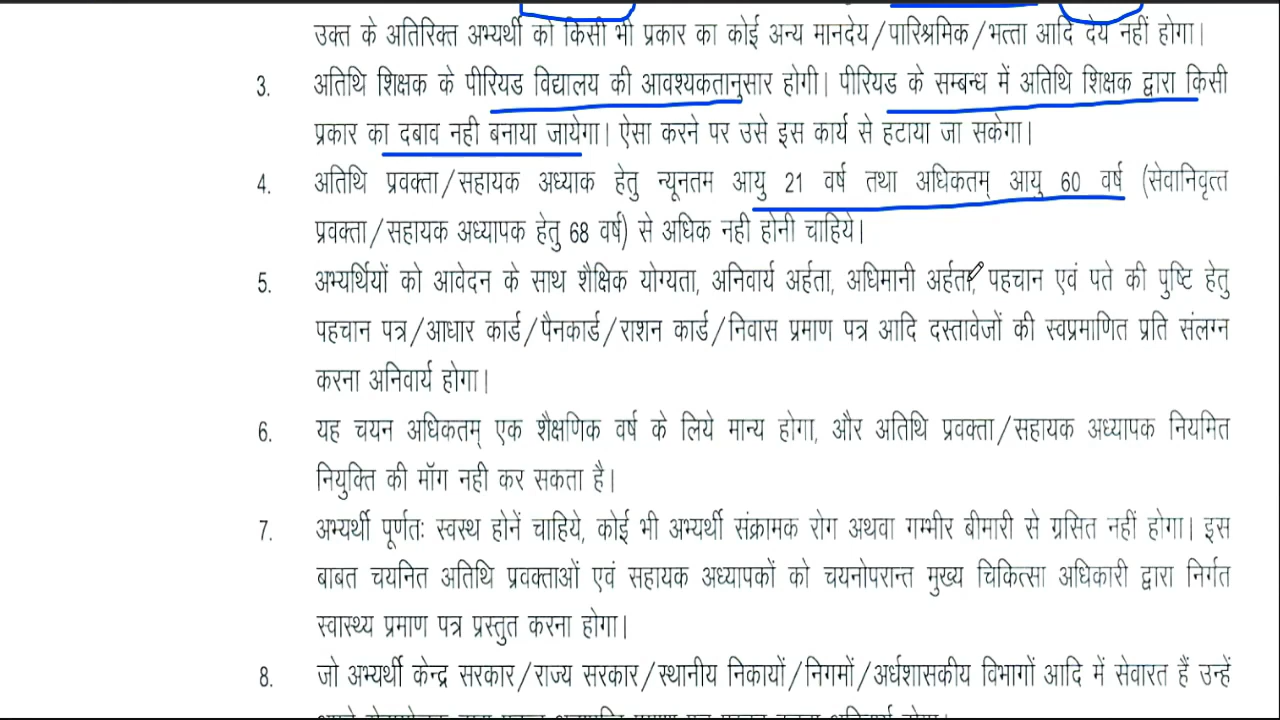 उक्त के अतिरिक्त अभ्यर्थी को किसी भी प्रकार का कोई अन्य मानदेय/पारिश्रमिक/भत्ता आदि देय नहीं होगा।
3. अतिथि शिक्षक के पीरियड विद्यालय की आवश्यकतानुसार होगी। पीरियड के सम्बन्ध में अतिथि शिक्षक द्वारा किसी
प्रकार का दबाव नही बनाया जायेगा। ऐसा करने पर उसे इस कार्य से हटाया जा सकेगा।
4. अतिथि प्रवक्ता/सहायक अध्याक हेतु न्यूनतम आयु 21 वर्ष तथा अधिकतम् आयु 60 वर्ष (सेवानिवृत्त
प्रवक्ता/सहायक अध्यापक हेतु 68 वर्ष) से अधिक नही होनी चाहिये।
5. अभ्यर्थियों को आवेदन के साथ शैक्षिक योग्यता, अनिवार्य अर्हता, अधिमानी अर्हता, पहचान एवं पते की पुष्टि हेतु
पहचान पत्र/आधार कार्ड/पैनकार्ड/राशन कार्ड/निवास प्रमाण पत्र आदि दस्तावेजों की स्वप्रमाणित प्रति संलग्न
करना अनिवार्य होगा।
6. यह चयन अधिकतम् एक शैक्षणिक वर्ष के लिये मान्य होगा, और अतिथि प्रवक्ता/सहायक अध्यापक नियमित
नियुक्ति की मॉग नही कर सकता है।
7. अभ्यर्थी पूर्णतः स्वस्थ होनें चाहिये, कोई भी अभ्यर्थी संक्रामक रोग अथवा गम्भीर बीमारी से ग्रसित नहीं होगा। इस
बाबत चयनित अतिथि प्रवक्ताओं एवं सहायक अध्यापकों को चयनोपरान्त मुख्य चिकित्सा अधिकारी द्वारा निर्गत
स्वास्थ्य प्रमाण पत्र प्रस्तुत करना होगा।
8. जो अभ्यर्थी केन्द्र सरकार/राज्य सरकार/स्थानीय निकायों/निगमों/अर्धशासकीय विभागों आदि में सेवारत हैं उन्हें